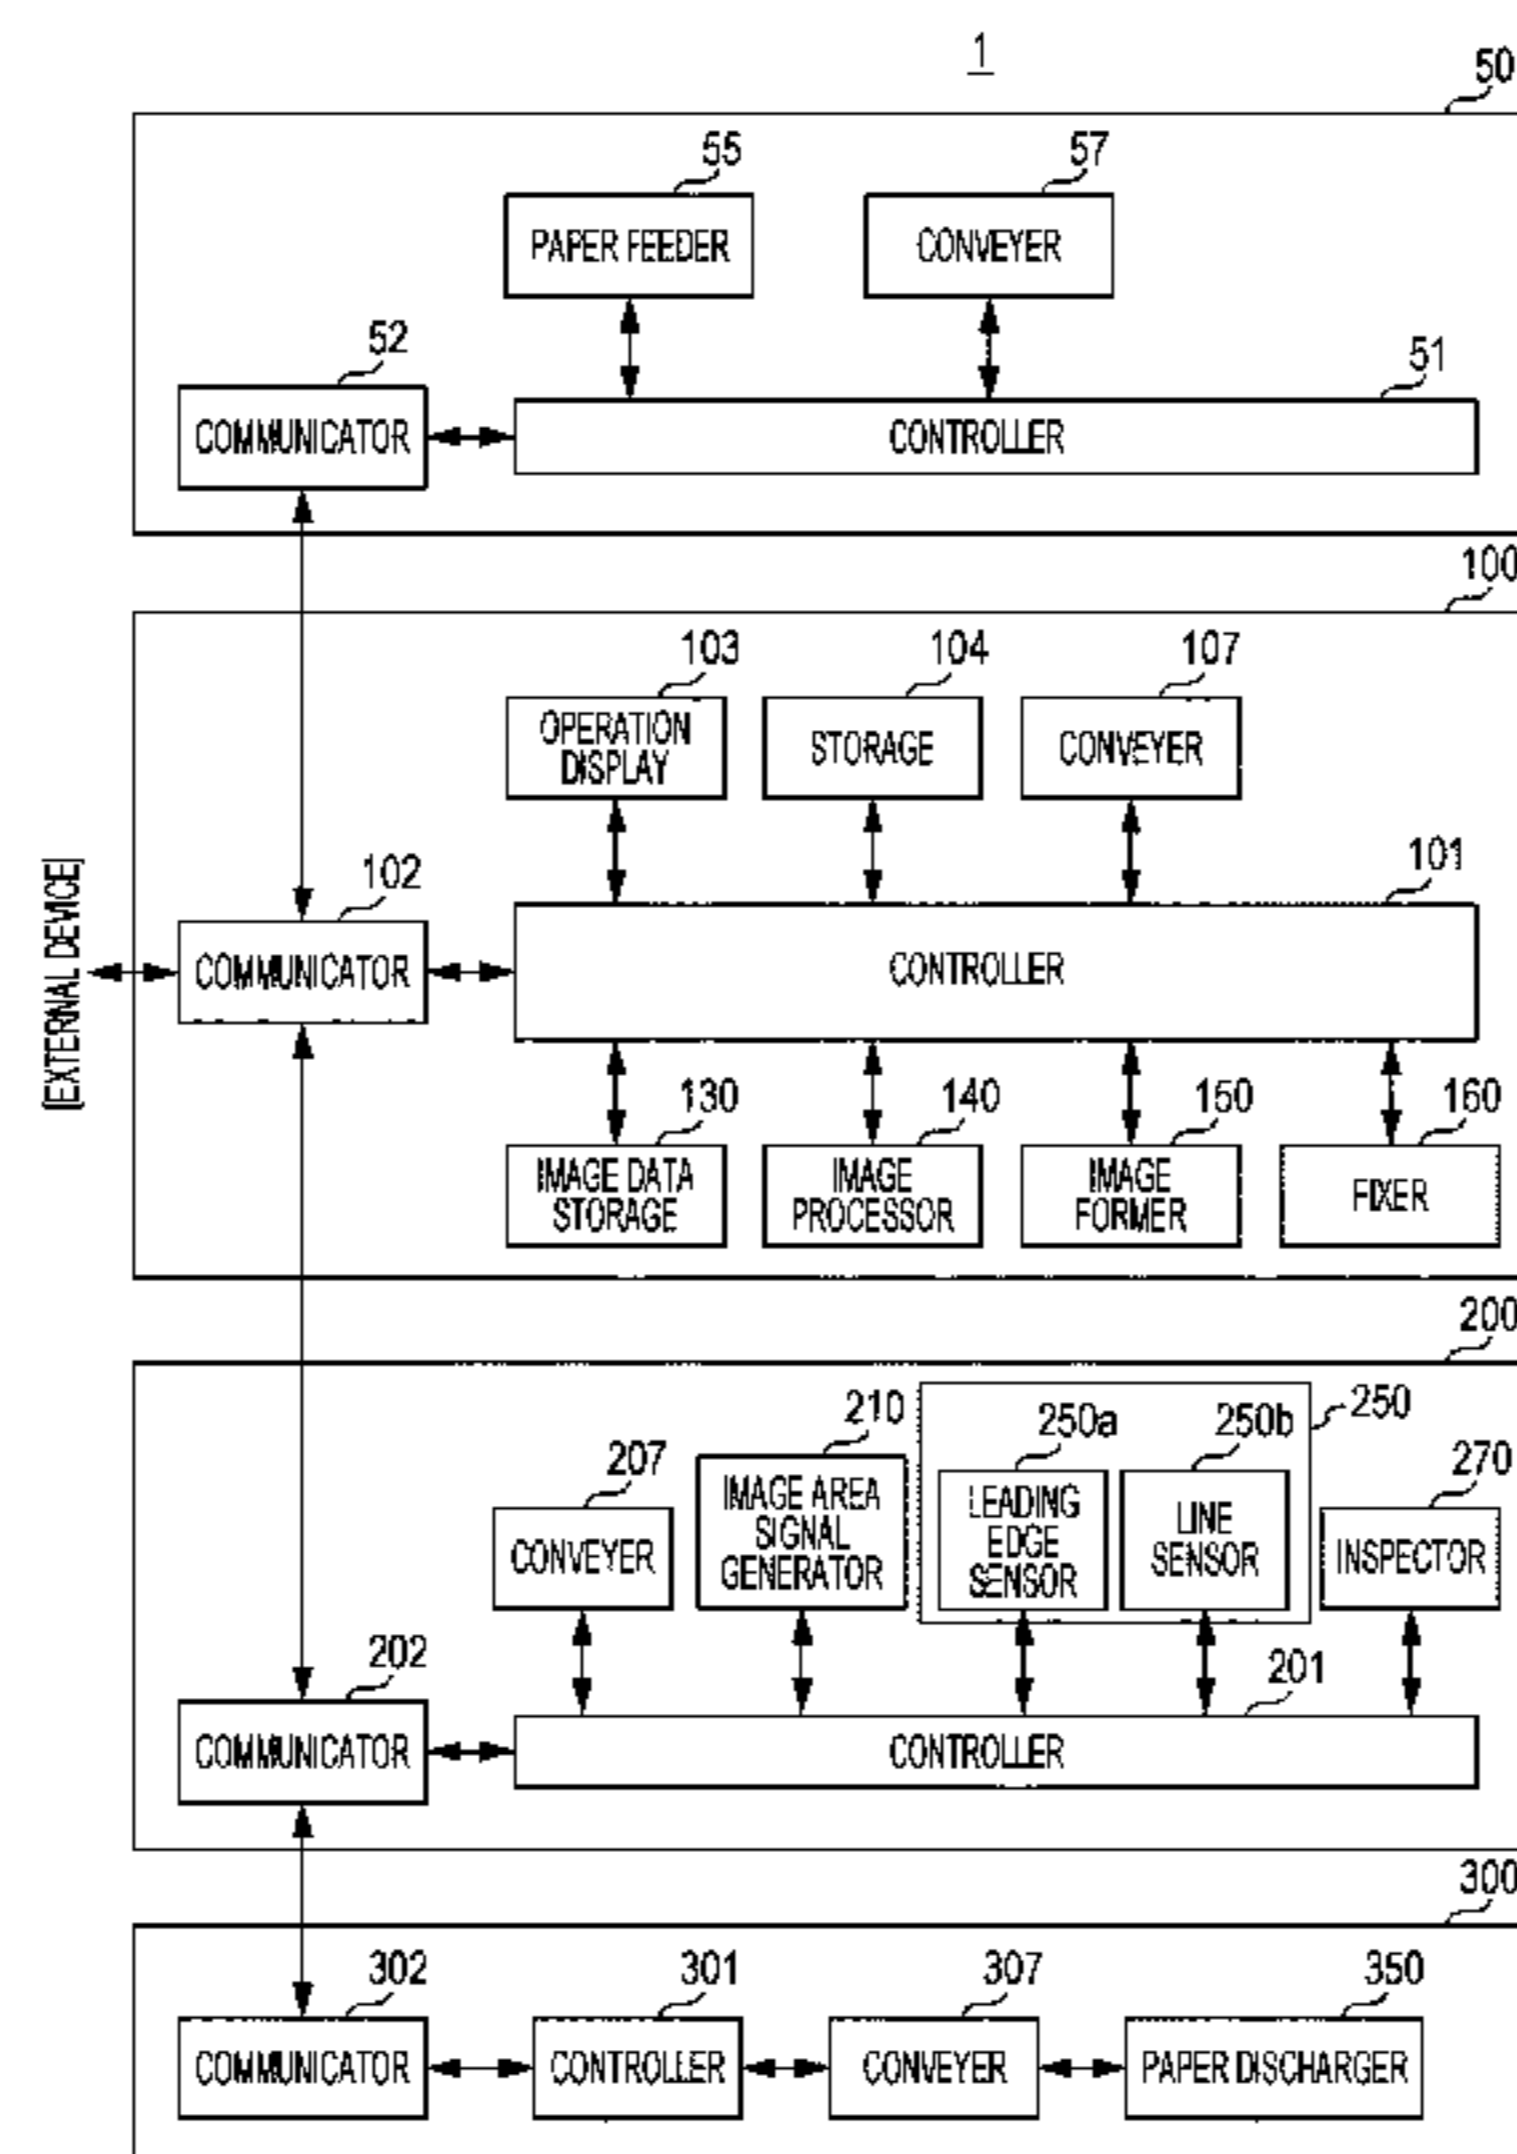 1
50
55
57
PAPER FEEDER
CONVEYER
52
51
COMMUNICATOR
CONTROLLER
100
103
104
107
OPERATION
DISPLAY
STORAGE
CONVEYER
102
101
[EXTERNAL DEVICE]
COMMUNICATOR
CONTROLLER
130
140
150
160
IMAGE DATA
STORAGE
IMAGE
PROCESSOR
IMAGE
FORMER
FIXER
200
207
210
250a
250b
250
270
CONVEYER
IMAGE AREA
SIGNAL
GENERATOR
LEADING
EDGE
SENSOR
LINE
SENSOR
INSPECTOR
202
201
COMMUNICATOR
CONTROLLER
300
302
301
307
350
COMMUNICATOR
CONTROLLER
CONVEYER
PAPER DISCHARGER